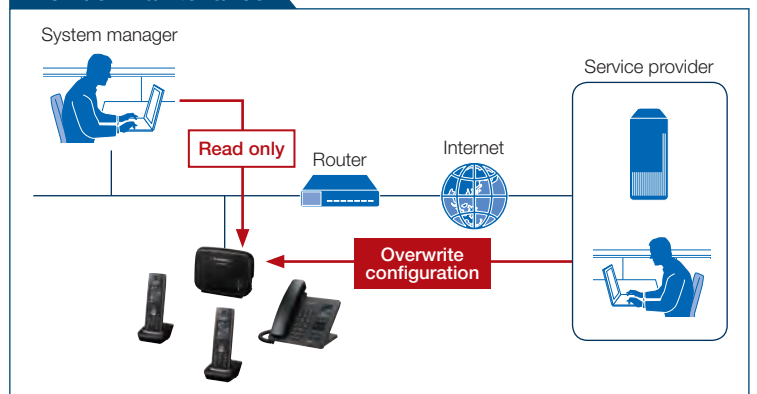 System manager
Service provider
Read only
Router
Internet
Overwrite
configuration